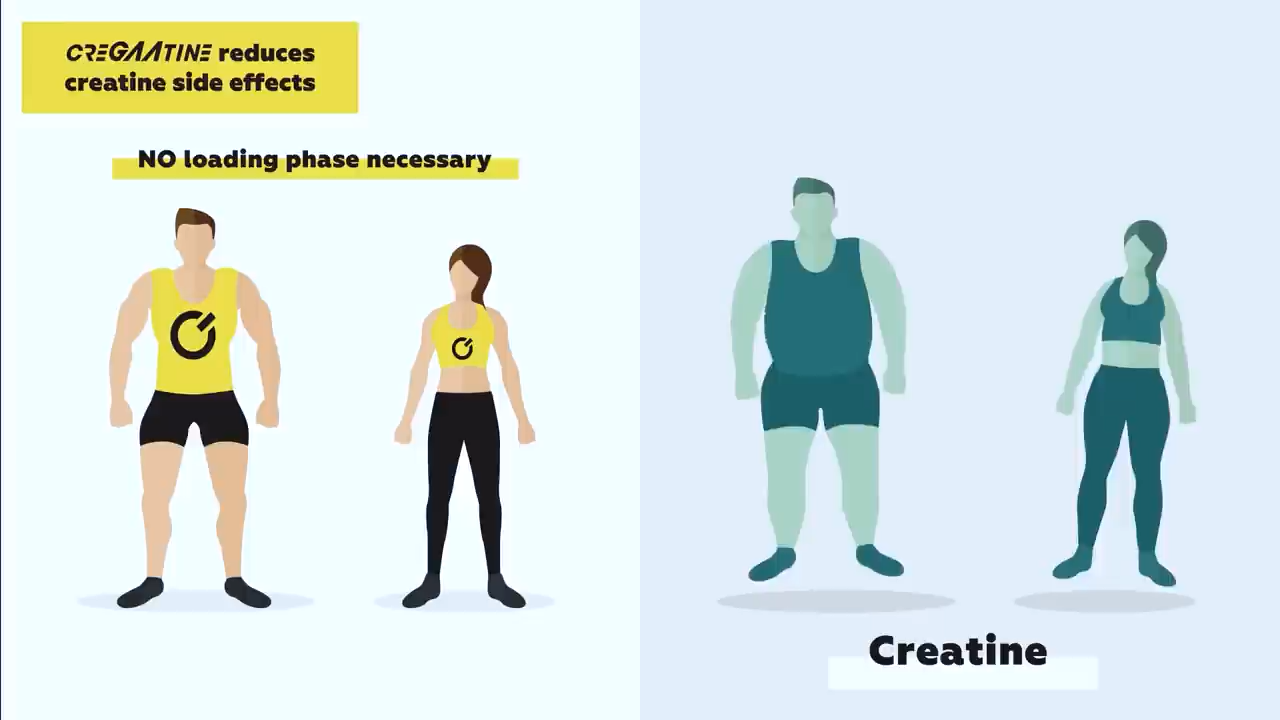 CREGAATINE reduces
creatine side effects
NO loading phase necessary
Creatine